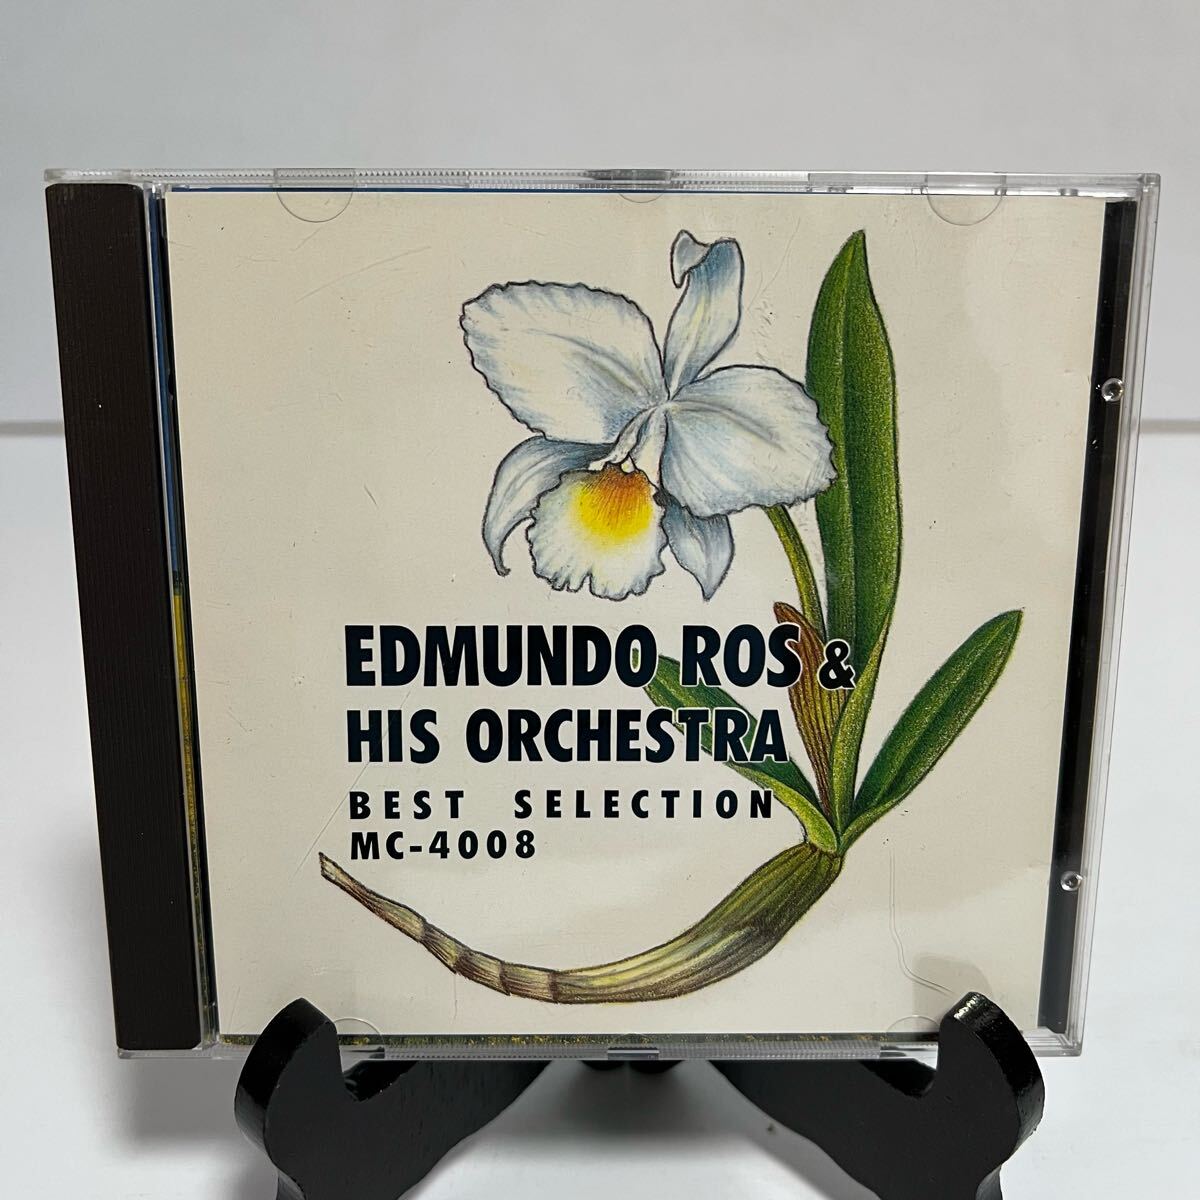 EDMUNDO ROS &
HIS ORCHESTRA
BEST SELECTION
MC-4008